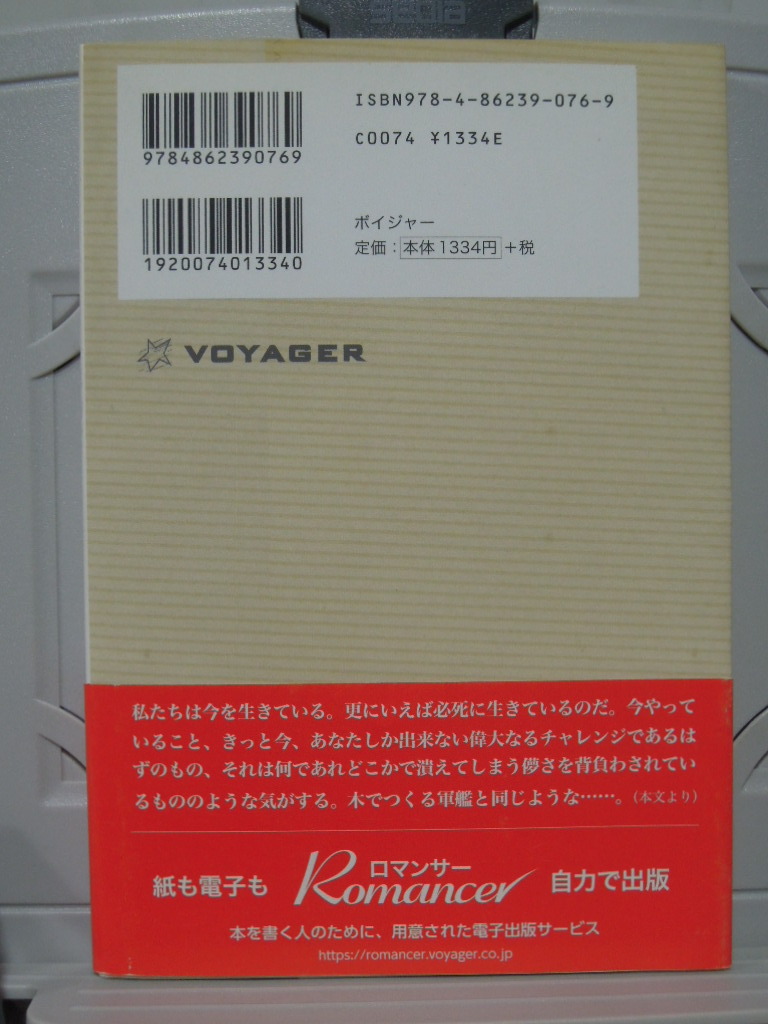 sedia
ISBN978-4-86239-076-9
9784862390769
C0074 ¥1334E
1920074013340
ボイジャー
定価：本体1334円＋税
VOYAGER
私たちは今を生きている。更にいえば必死に生きているのだ。今やって
いること、きっと今、あなたしか出来ない偉大なるチャレンジであるは
ずのもの、それは何であれどこかで潰えてしまう儚さを背負わされてい
るもののような気がする。木でつくる軍艦と同じような……。（本文より）
ロマンサー
紙も電子も Romancer 自力で出版
本を書く人のために、用意された電子出版サービス
https://romancer.voyager.co.jp